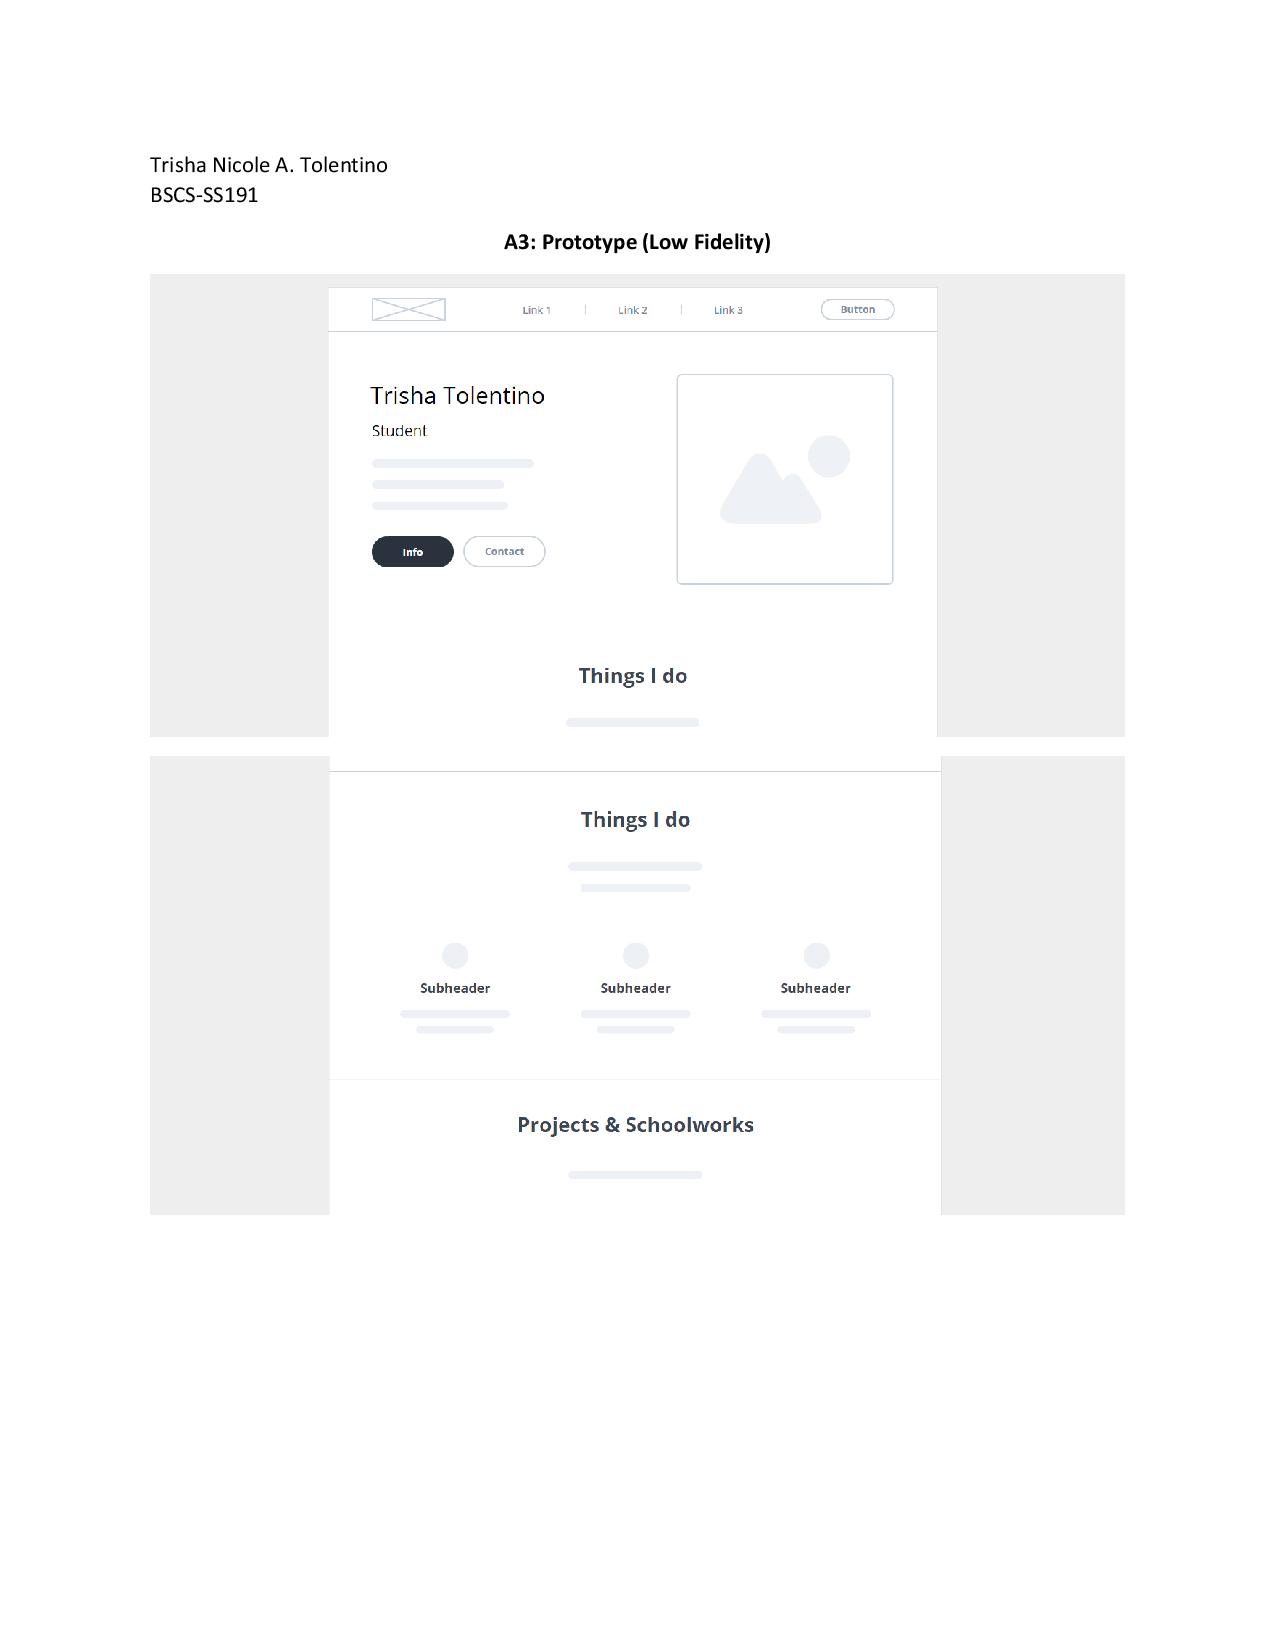 Trisha Nicole A. Tolentino
BSCS-SS191
A3: Prototype (Low Fidelity)
Link 1 Link 2 Link 3 Button
Trisha Tolentino
Student
Info Contact
Things I do
Things I do
Subheader Subheader Subheader
Projects & Schoolworks